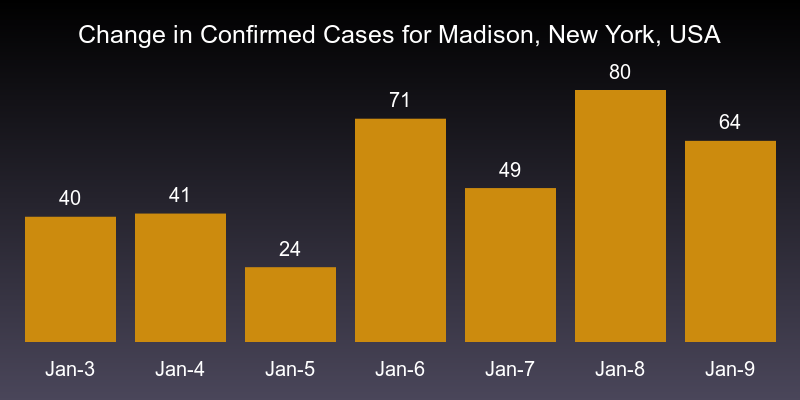 Change in Confirmed Cases for Madison, New York, USA
40 41 24 71 49 80 64
Jan-3 Jan-4 Jan-5 Jan-6 Jan-7 Jan-8 Jan-9